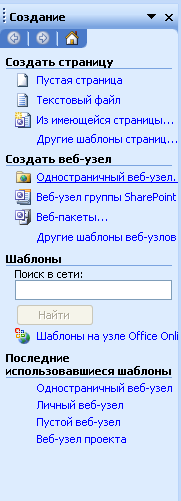 Создание
Создать страницу
Пустая страница
Текстовый файл
Из имеющейся страницы...
Другие шаблоны страниц...
Создать веб-узел
Одностраничный веб-узел.
Веб-узел группы SharePoint
Веб-пакеты...
Другие шаблоны веб-узлов
Шаблоны
Поиск в сети:
Найти
Шаблоны на узле Office Onli
Последние
использовавшиеся шаблоны
Одностраничный веб-узел
Личный веб-узел
Пустой веб-узел
Веб-узел проекта